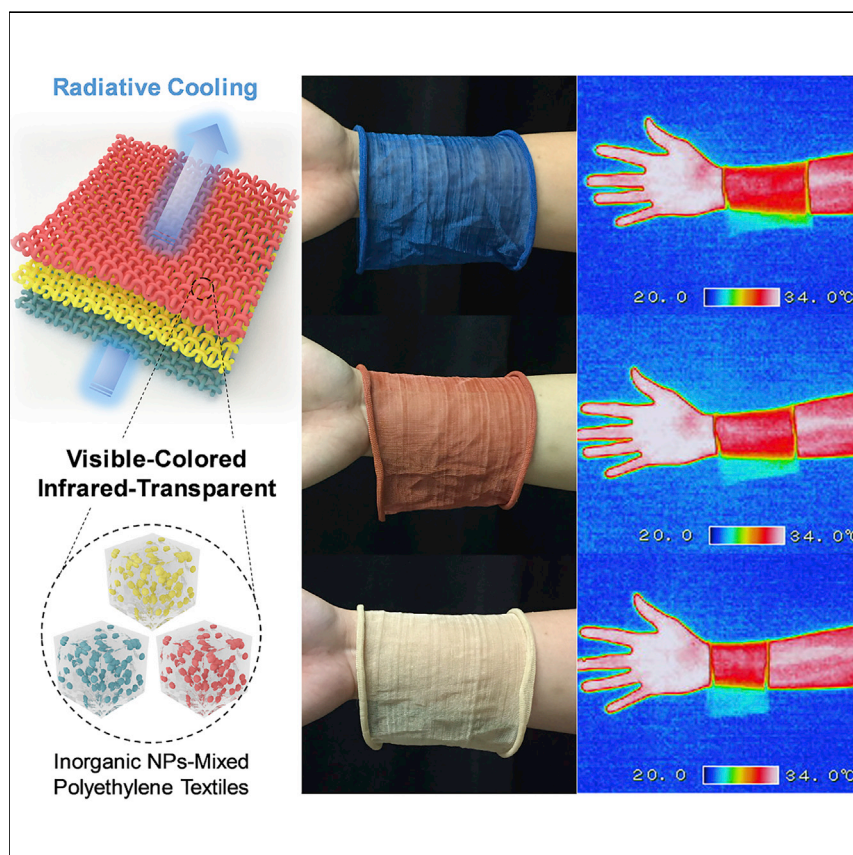 Radiative Cooling
Visible-Colored
Infrared-Transparent
Inorganic NPs-Mixed
Polyethylene Textiles
20.0 34.0℃
20.0 34.0℃
20.0 34.0℃